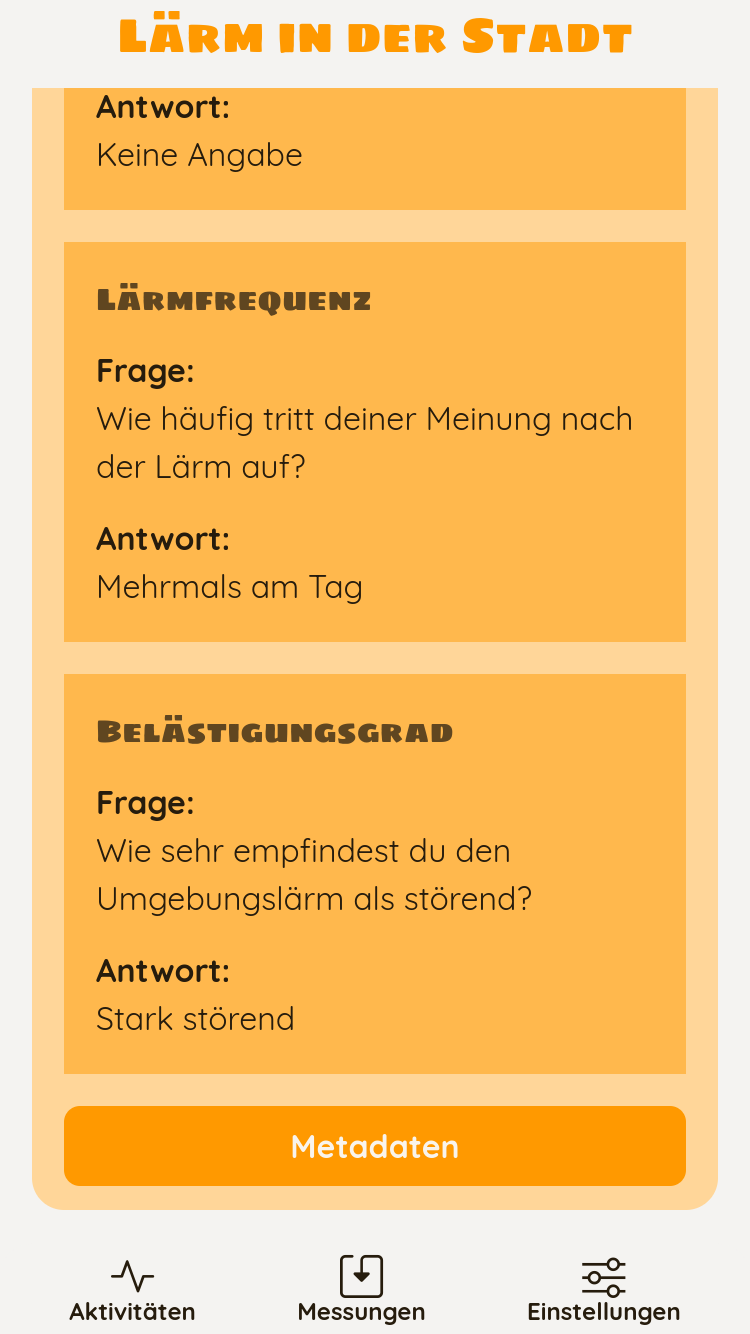 Lärm in der Stadt
Antwort:
Keine Angabe
Lärmfrequenz
Frage:
Wie häufig tritt deiner Meinung nach
der Lärm auf?
Antwort:
Mehrmals am Tag
Belästigungsgrad
Frage:
Wie sehr empfindest du den
Umgebungslärm als störend?
Antwort:
Stark störend
Metadaten
Aktivitäten
Messungen
Einstellungen